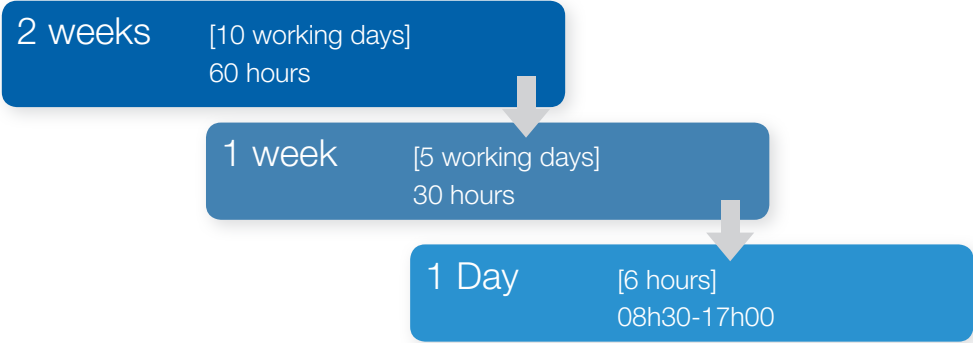 2 weeks [10 working days]
60 hours
1 week [5 working days]
30 hours
1 Day [6 hours]
08h30-17h00